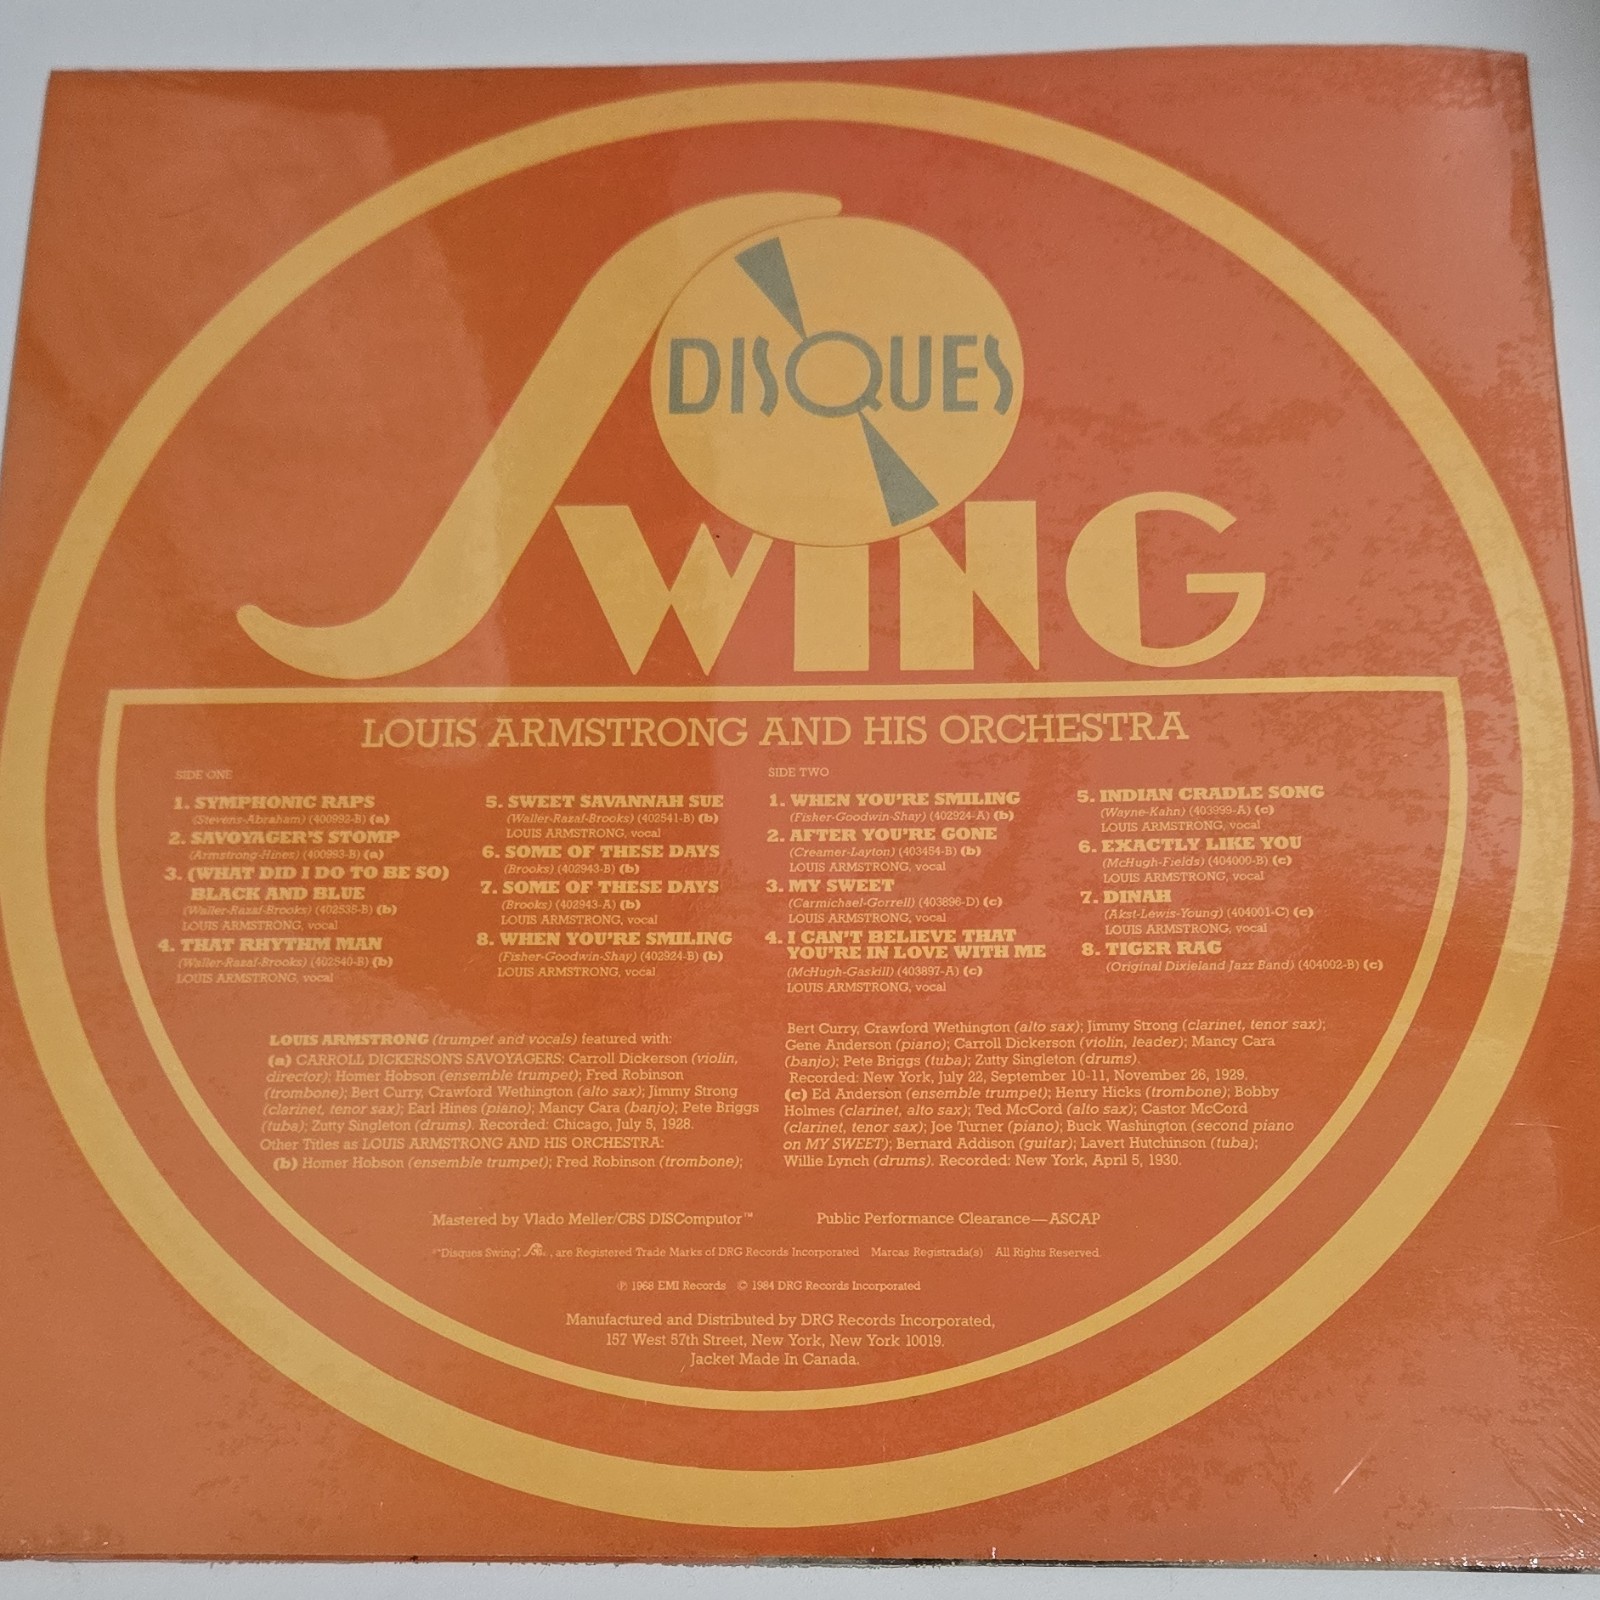 DISQUES
SWING
LOUIS ARMSTRONG AND HIS ORCHESTRA
SIDE ONE
1. SYMPHONIC RAPS
(Stevens-Abraham) (400992-B) (a)
2. SAVOYAGER'S STOMP
(Armstrong-Hines) (400993-B) (a)
3. (WHAT DID I DO TO BE SO)
BLACK AND BLUE
(Waller-Razaf-Brooks) (402535-B) (b)
LOUIS ARMSTRONG, vocal
4. THAT RHYTHM MAN
(Waller-Razaf-Brooks) (402540-B) (b)
LOUIS ARMSTRONG, vocal
5. SWEET SAVANNAH SUE
(Waller-Razaf-Brooks) (402541-B) (b)
LOUIS ARMSTRONG, vocal
6. SOME OF THESE DAYS
(Brooks) (402943-B) (b)
7. SOME OF THESE DAYS
(Brooks) (402943-A) (b)
LOUIS ARMSTRONG, vocal
8. WHEN YOU'RE SMILING
(Fisher-Goodwin-Shay) (402924-B) (b)
LOUIS ARMSTRONG, vocal
SIDE TWO
1. WHEN YOU'RE SMILING
(Fisher-Goodwin-Shay) (402924-A) (b)
2. AFTER YOU'RE GONE
(Creamer-Layton) (403454-B) (b)
LOUIS ARMSTRONG, vocal
3. MY SWEET
(Carmichael-Gorrell) (403896-D) (c)
LOUIS ARMSTRONG, vocal
4. I CAN'T BELIEVE THAT
YOU'RE IN LOVE WITH ME
(McHugh-Gaskill) (403897-A) (c)
LOUIS ARMSTRONG, vocal
5. INDIAN CRADLE SONG
(Wayne-Kahn) (403999-A) (c)
LOUIS ARMSTRONG, vocal
6. EXACTLY LIKE YOU
(McHugh-Fields) (404000-B) (c)
LOUIS ARMSTRONG, vocal
7. DINAH
(Akst-Lewis-Young) (404001-C) (c)
LOUIS ARMSTRONG, vocal
8. TIGER RAG
(Original Dixieland Jazz Band) (404002-B) (c)
LOUIS ARMSTRONG (trumpet and vocals) featured with:
(a) CARROLL DICKERSON'S SAVOYAGERS: Carroll Dickerson (violin,
director); Homer Hobson (ensemble trumpet); Fred Robinson
(trombone); Bert Curry, Crawford Wethington (alto sax); Jimmy Strong
(clarinet, tenor sax); Earl Hines (piano); Mancy Cara (banjo); Pete Briggs
(tuba); Zutty Singleton (drums). Recorded: Chicago, July 5, 1928.
Other Titles as LOUIS ARMSTRONG AND HIS ORCHESTRA:
(b) Homer Hobson (ensemble trumpet); Fred Robinson (trombone);
Bert Curry, Crawford Wethington (alto sax); Jimmy Strong (clarinet, tenor sax);
Gene Anderson (piano); Carroll Dickerson (violin, leader); Mancy Cara
(banjo); Pete Briggs (tuba); Zutty Singleton (drums).
Recorded: New York, July 22, September 10-11, November 26, 1929.
(c) Ed Anderson (ensemble trumpet); Henry Hicks (trombone); Bobby
Holmes (clarinet, alto sax); Ted McCord (alto sax); Castor McCord
(clarinet, tenor sax); Joe Turner (piano); Buck Washington (second piano
on MY SWEET); Bernard Addison (guitar); Lavert Hutchinson (tuba);
Willie Lynch (drums). Recorded: New York, April 5, 1930.
Mastered by Vlado Meller/CBS DISComputor™ Public Performance Clearance—ASCAP
"Disques Swing", , are Registered Trade Marks of DRG Records Incorporated Marcas Registrada(s) All Rights Reserved.
℗ 1968 EMI Records © 1984 DRG Records Incorporated
Manufactured and Distributed by DRG Records Incorporated,
157 West 57th Street, New York, New York 10019.
Jacket Made In Canada.